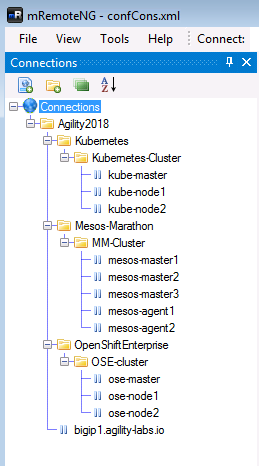 mRemoteNG - confCons.xml
File View Tools Help Connect:
Connections
Connections
Agility2018
Kubernetes
Kubernetes-Cluster
kube-master
kube-node1
kube-node2
Mesos-Marathon
MM-Cluster
mesos-master1
mesos-master2
mesos-master3
mesos-agent1
mesos-agent2
OpenShiftEnterprise
OSE-cluster
ose-master
ose-node1
ose-node2
bigip1.agility-labs.io